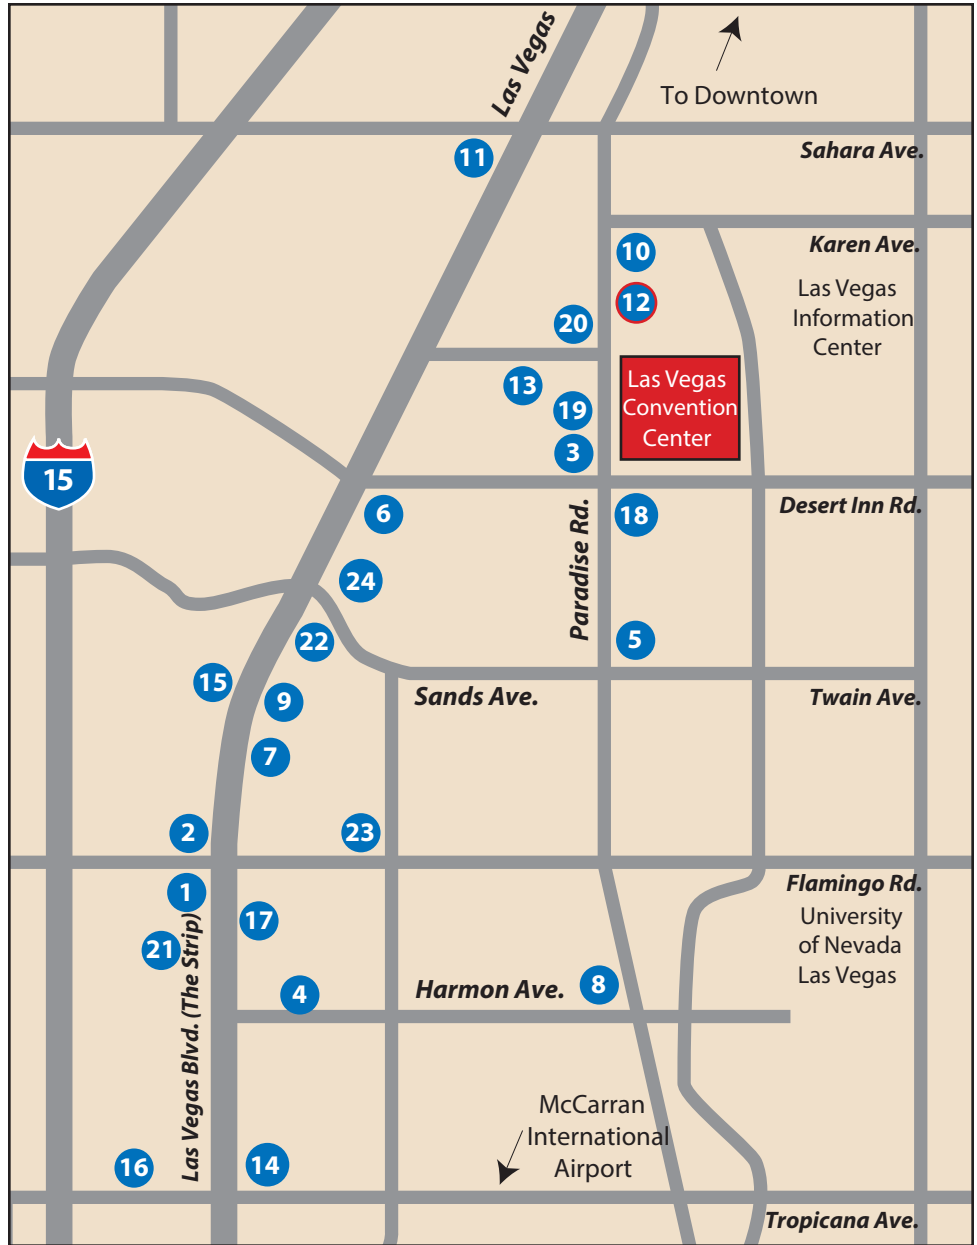 Las Vegas
To Downtown
11
Sahara Ave.
10
Karen Ave.
12
Las Vegas
Information
Center
20
13
Las Vegas
Convention
Center
19
3
15
6
Desert Inn Rd.
18
Paradise Rd.
24
22
5
15
9
Sands Ave.
Twain Ave.
7
2
23
1
Flamingo Rd.
17
University
of Nevada
Las Vegas
21
Las Vegas Blvd. (The Strip)
4
Harmon Ave.
8
McCarran
International
Airport
16
14
Tropicana Ave.